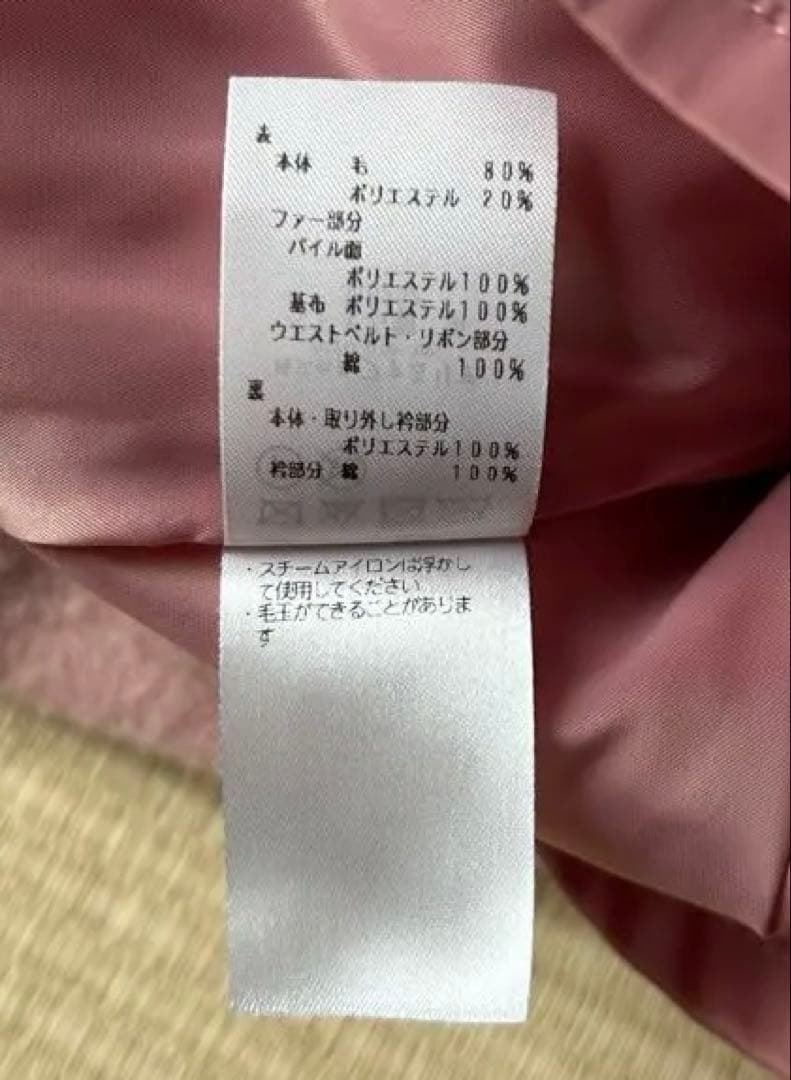 表
本体 毛 80%
ポリエステル 20%
ファー部分
パイル面
ポリエステル100%
基布 ポリエステル100%
ウエストベルト・リボン部分
綿 100%
裏
本体・取り外し衿部分
ポリエステル100%
衿部分 綿 100%
・スチームアイロンは浮かし
て使用してください
・毛玉ができることがありま
す